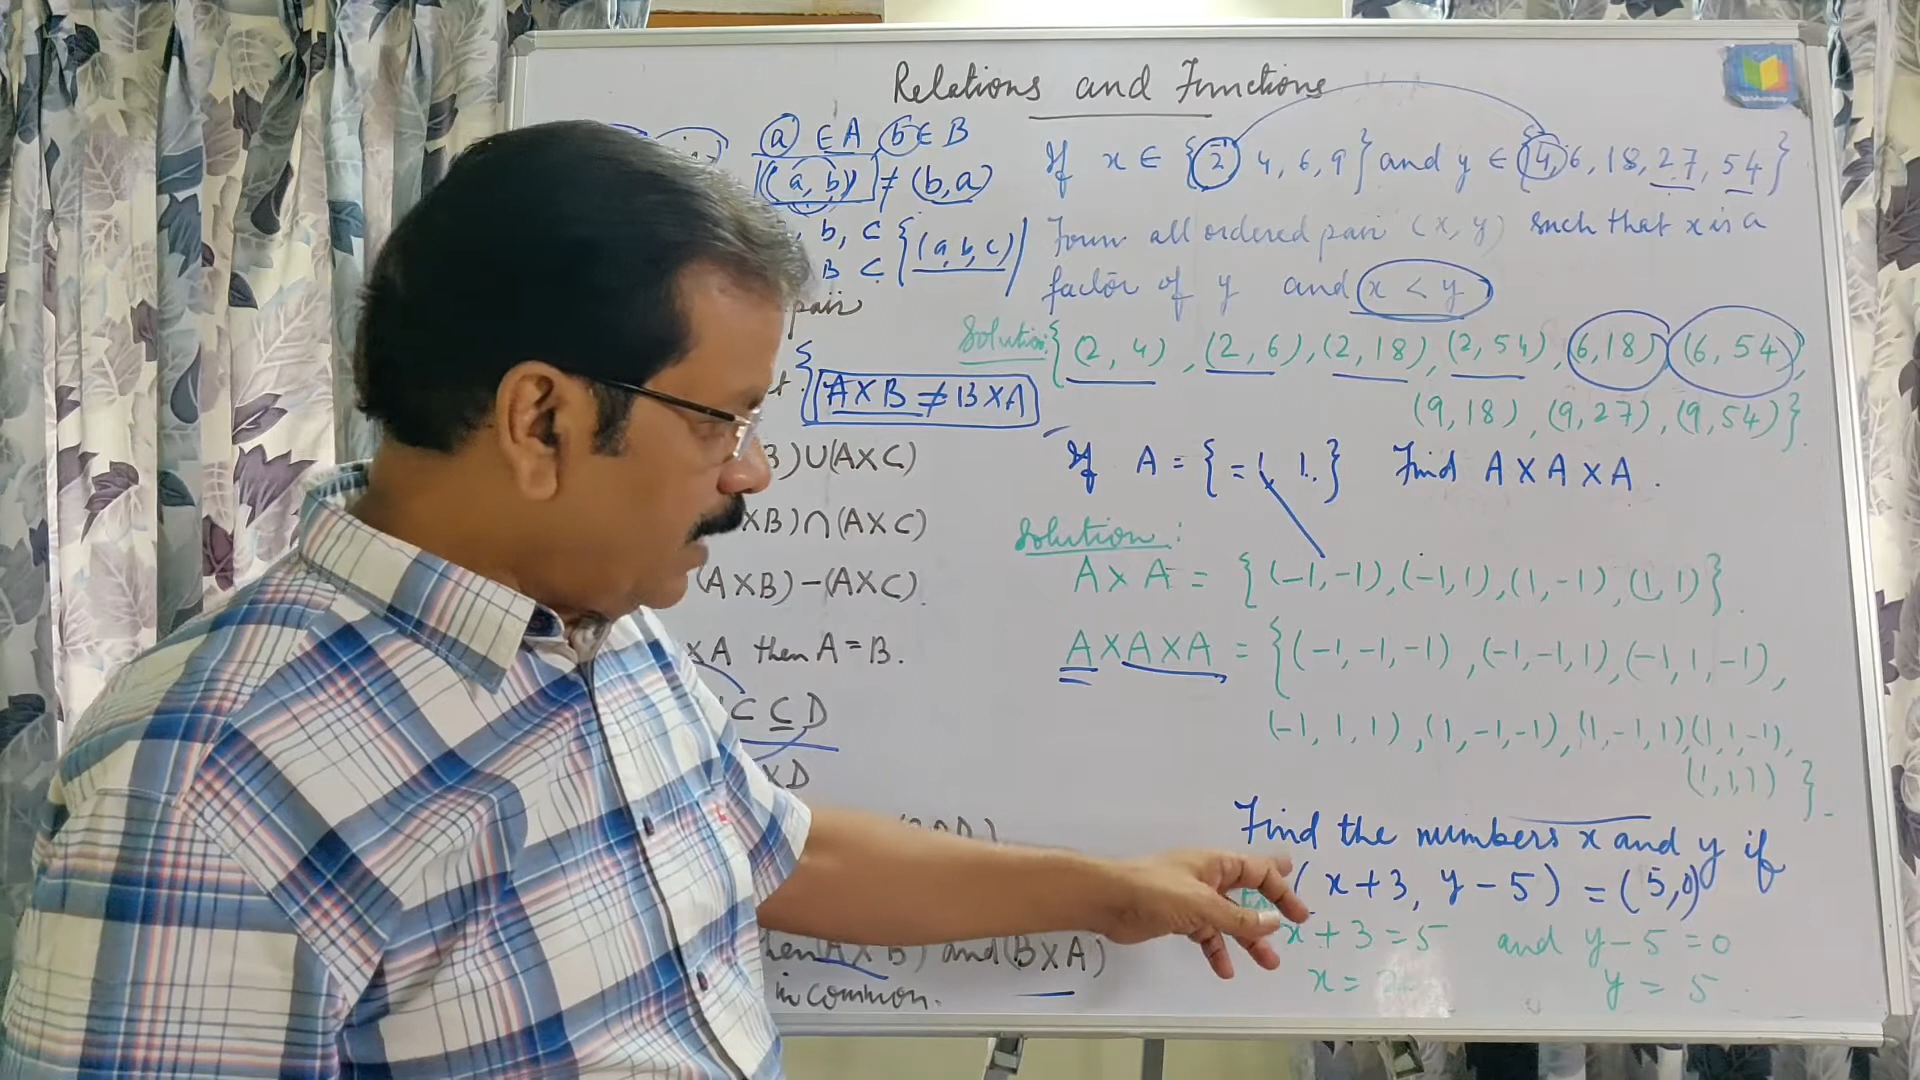 Relations and Functions
a ∈ A b ∈ B
(a, b) ≠ (b, a)
b, C {(a, b, c)
B C
pair
A X B ≠ B X A
B) ∪ (A X C)
X B) ∩ (A X C)
(A X B) – (A X C).
X A then A = B.
C ⊆ D
X D
then (A X B) and (B X A)
in common.
If x ∈ {2, 4, 6, 9} and y ∈ {4, 6, 18, 27, 54}
Form all ordered pair (x, y) such that x is a
factor of y and x < y
Solution: {(2, 4), (2, 6), (2, 18), (2, 54), (6, 18), (6, 54),
(9, 18), (9, 27), (9, 54)}.
If A = {-1, 1.} Find A X A X A.
Solution:
A X A = {(-1, -1), (-1, 1), (1, -1), (1, 1)}.
A X A X A = {(-1, -1, -1), (-1, -1, 1), (-1, 1, -1),
(-1, 1, 1), (1, -1, -1), (1, -1, 1), (1, 1, -1),
(1, 1, 1)}.
Find the numbers x and y if
(x + 3, y - 5) = (5, 0)
x + 3 = 5 and y - 5 = 0
x = 2 y = 5